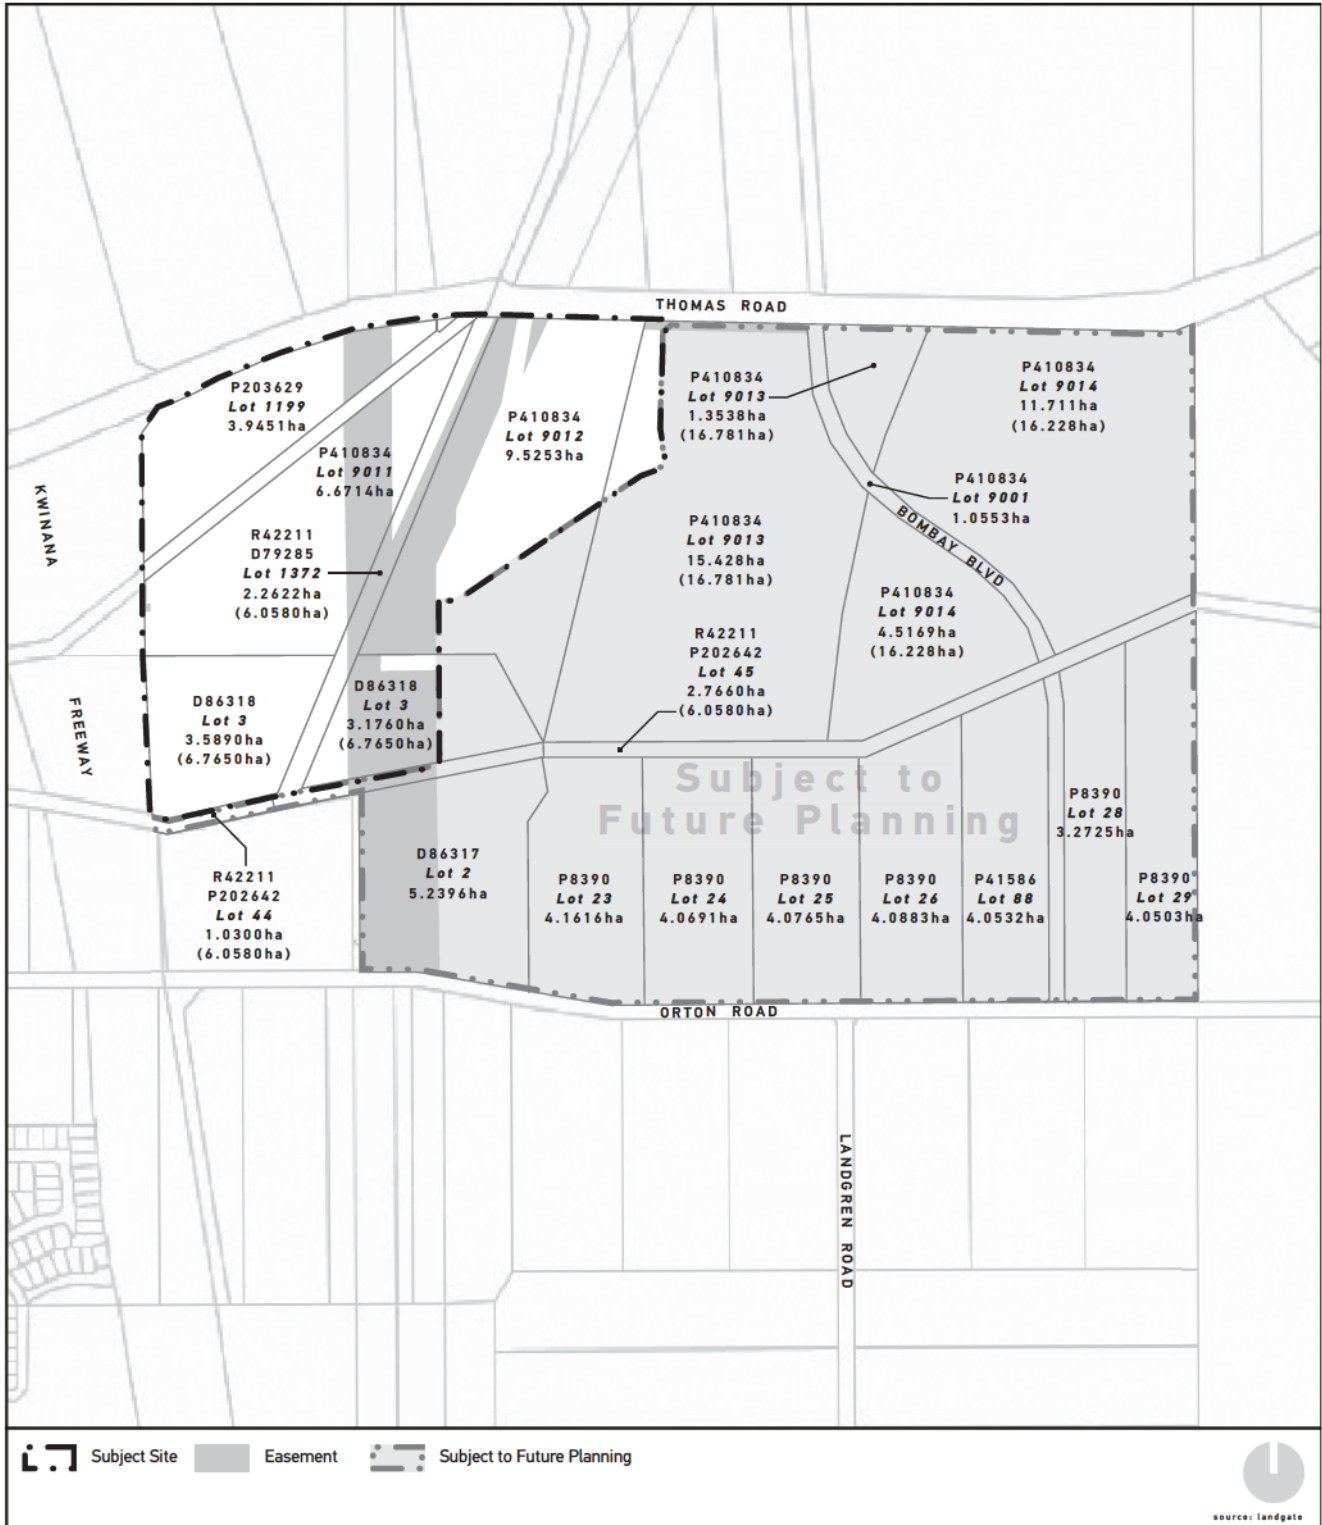 THOMAS ROAD
P203629
Lot 1199
3.9451ha
P410834
Lot 9011
6.6714ha
P410834
Lot 9012
9.5253ha
P410834
Lot 9013
1.3538ha
(16.781ha)
P410834
Lot 9014
11.711ha
(16.228ha)
P410834
Lot 9001
1.0553ha
BOMBAY BLVD
KWINANA
FREEWAY
R42211
D79285
Lot 1372
2.2622ha
(6.0580ha)
P410834
Lot 9013
15.428ha
(16.781ha)
P410834
Lot 9014
4.5169ha
(16.228ha)
R42211
P202642
Lot 45
2.7660ha
(6.0580ha)
D86318
Lot 3
3.5890ha
(6.7650ha)
D86318
Lot 3
3.1760ha
(6.7650ha)
Subject to
Future Planning
P8390
Lot 28
3.2725ha
R42211
P202642
Lot 44
1.0300ha
(6.0580ha)
D86317
Lot 2
5.2396ha
P8390
Lot 23
4.1616ha
P8390
Lot 24
4.0691ha
P8390
Lot 25
4.0765ha
P8390
Lot 26
4.0883ha
P41586
Lot 88
4.0532ha
P8390
Lot 29
4.0503ha
ORTON ROAD
LANDGREN ROAD
Subject Site
Easement
Subject to Future Planning
source: landgate